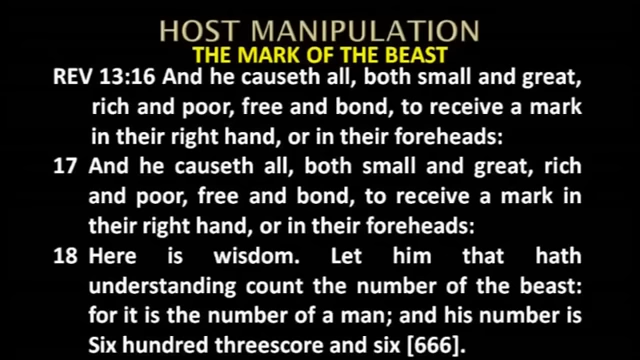 HOST MANIPULATION
THE MARK OF THE BEAST
REV 13:16 And he causeth all, both small and great,
rich and poor, free and bond, to receive a mark
in their right hand, or in their foreheads:
17 And he causeth all, both small and great, rich
and poor, free and bond, to receive a mark in
their right hand, or in their foreheads:
18 Here is wisdom. Let him that hath
understanding count the number of the beast:
for it is the number of a man; and his number is
Six hundred threescore and six [666].